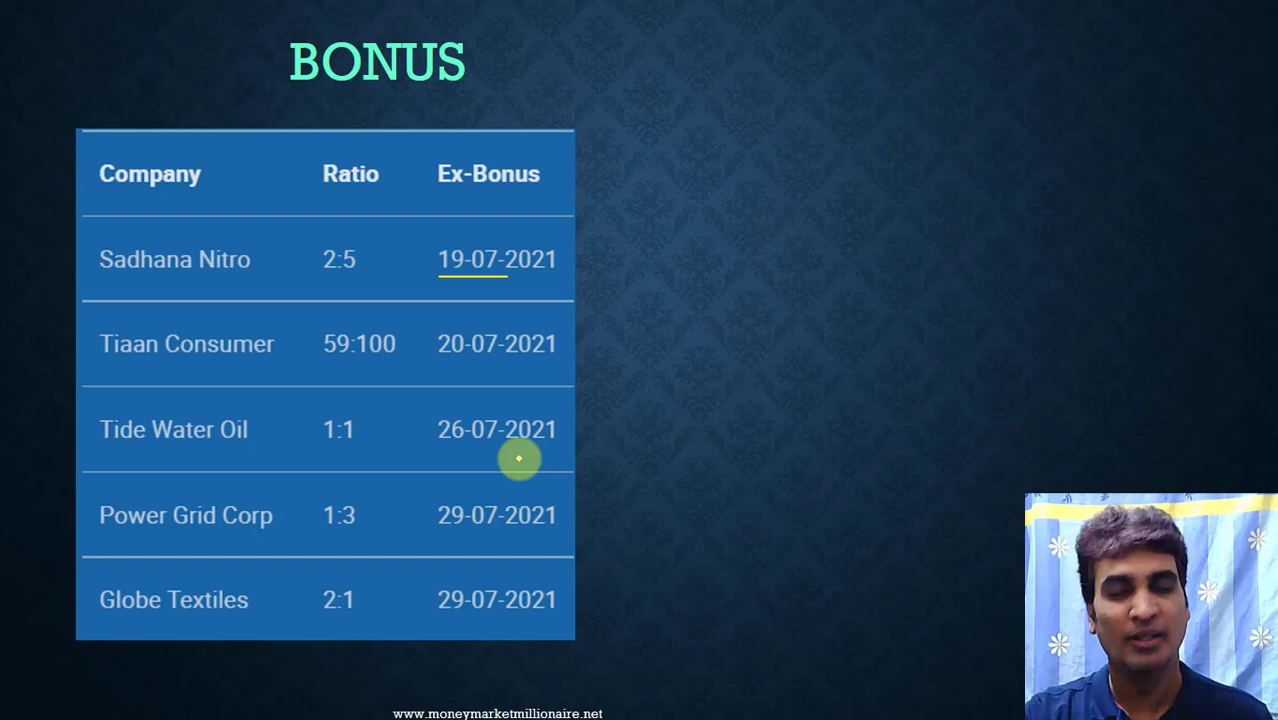 BONUS
Company Ratio Ex-Bonus
Sadhana Nitro 2:5 19-07-2021
Tiaan Consumer 59:100 20-07-2021
Tide Water Oil 1:1 26-07-2021
Power Grid Corp 1:3 29-07-2021
Globe Textiles 2:1 29-07-2021
www.moneymarketmillionaire.net